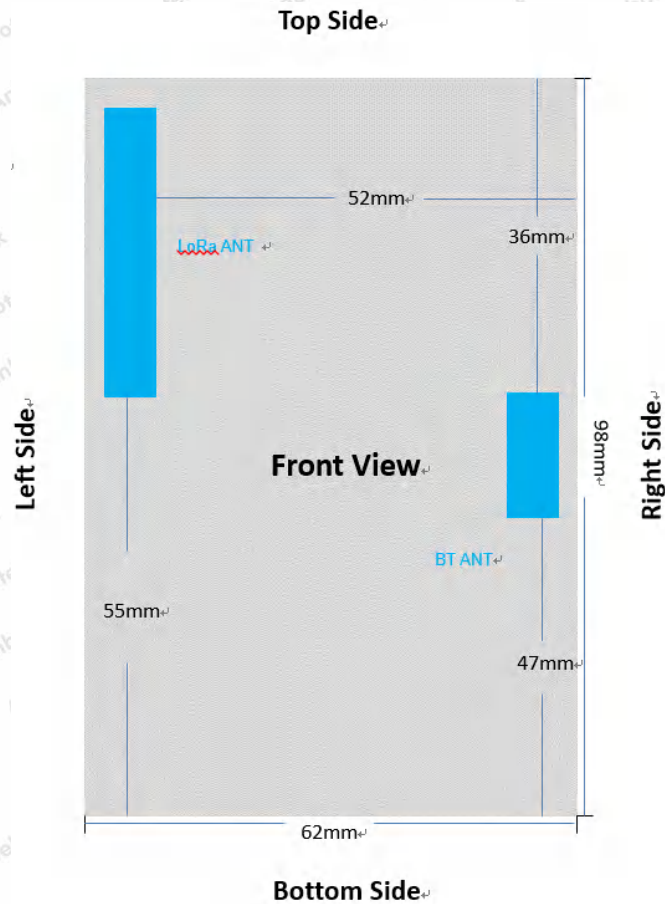 Top Side
52mm
36mm
LoRa ANT
Left Side
98mm
Right Side
Front View
BT ANT
55mm
47mm
62mm
Bottom Side